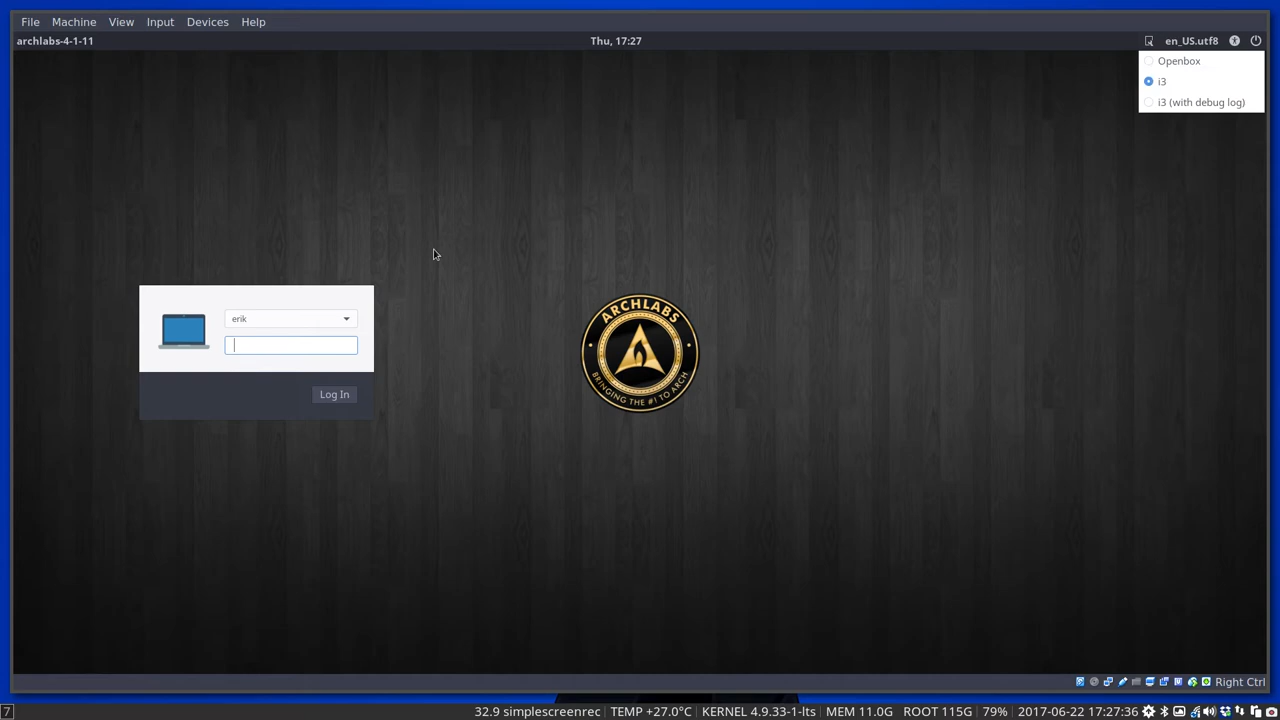 File Machine View Input Devices Help
archlabs-4-1-11 Thu, 17:27 en_US.utf8
Openbox
i3
i3 (with debug log)
erik
Log In
ARCHLABS
BRINGING THE #! TO ARCH
Right Ctrl
7 32.9 simplescreenrec TEMP +27.0°C KERNEL 4.9.33-1-lts MEM 11.0G ROOT 115G 79% 2017-06-22 17:27:36